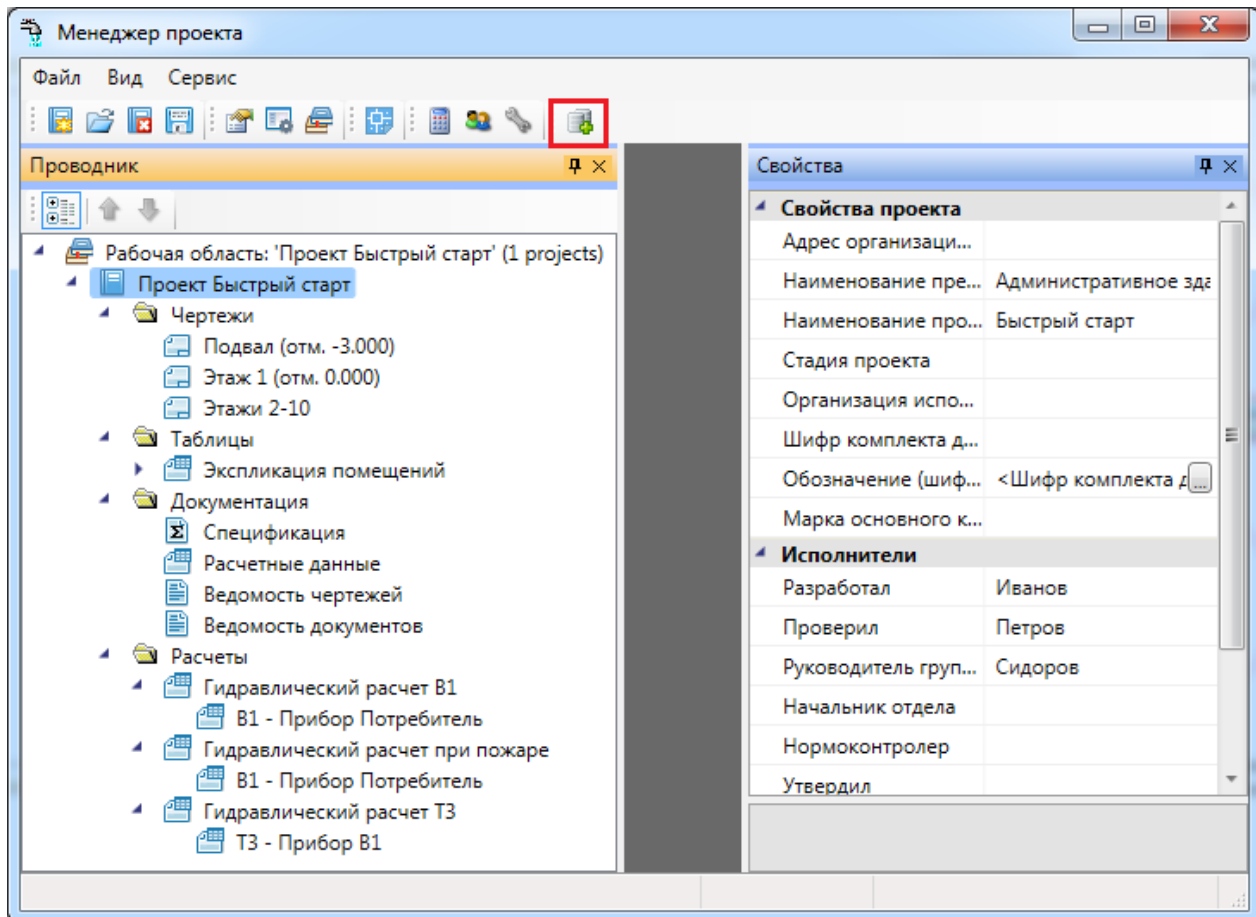 Менеджер проекта
Файл Вид Сервис
Проводник
Рабочая область: 'Проект Быстрый старт' (1 projects)
Проект Быстрый старт
Чертежи
Подвал (отм. -3.000)
Этаж 1 (отм. 0.000)
Этажи 2-10
Таблицы
Экспликация помещений
Документация
Спецификация
Расчетные данные
Ведомость чертежей
Ведомость документов
Расчеты
Гидравлический расчет В1
В1 - Прибор Потребитель
Гидравлический расчет при пожаре
В1 - Прибор Потребитель
Гидравлический расчет Т3
Т3 - Прибор В1
Свойства
Свойства проекта
Адрес организаци...
Наименование пре... Административное зда
Наименование про... Быстрый старт
Стадия проекта
Организация испо...
Шифр комплекта д...
Обозначение (шиф... <Шифр комплекта д ...
Марка основного к...
Исполнители
Разработал Иванов
Проверил Петров
Руководитель груп... Сидоров
Начальник отдела
Нормоконтролер
Утвердил